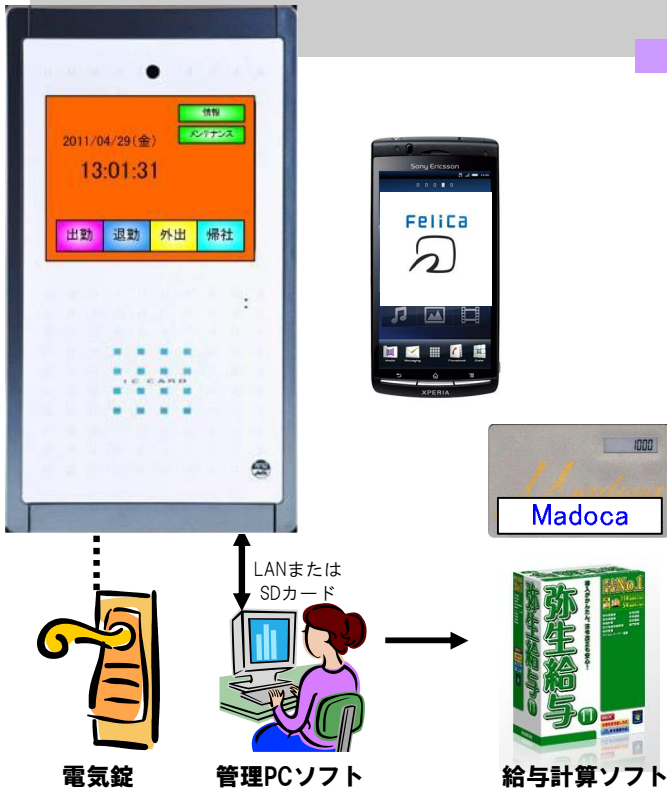 情報
メンテナンス
2011/04/29(金)
13:01:31
出勤
退勤
外出
帰社
IC CARD
Sony Ericsson
FeliCa
XPERIA
1000
Madoca
LANまたは
SDカード
No.1
弥生給与
11
電気錠
管理PCソフト
給与計算ソフト